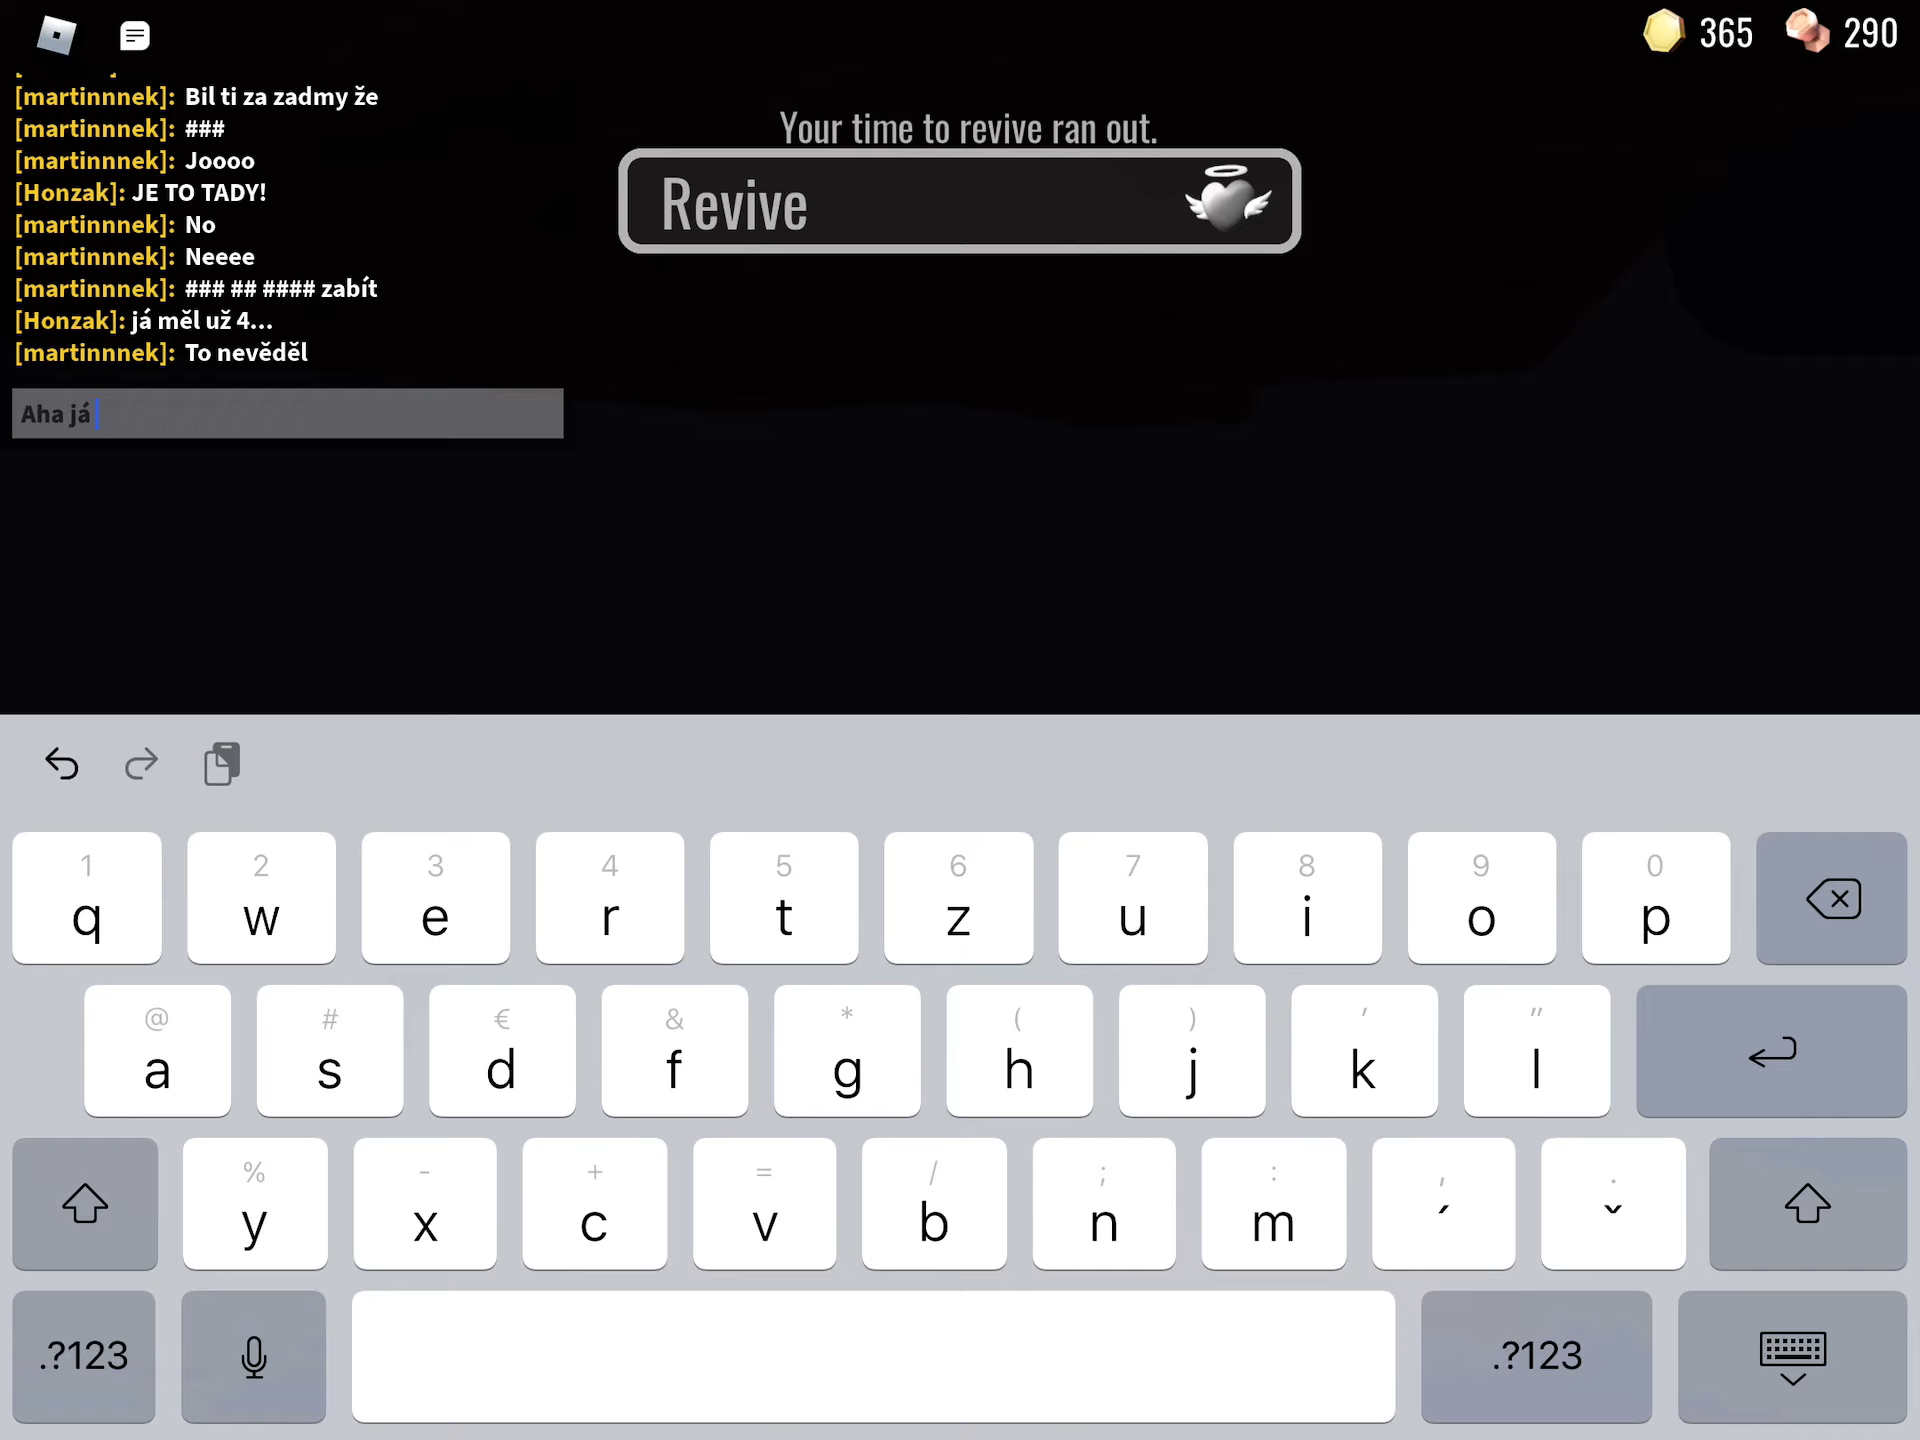 365
290
[martinnnek]: Bil ti za zadmy že
[martinnnek]: ###
[martinnnek]: Joooo
[Honzak]: JE TO TADY!
[martinnnek]: No
[martinnnek]: Neeee
[martinnnek]: ### ## #### zabít
[Honzak]: já měl už 4...
[martinnnek]: To nevěděl
Aha já
Your time to revive ran out.
Revive
1 2 3 4 5 6 7 8 9 0
q w e r t z u i o p
@ # € & * ( ) ' "
a s d f g h j k l
% - + = / ; : , .
y x c v b n m ´ ˇ
.?123 .?123